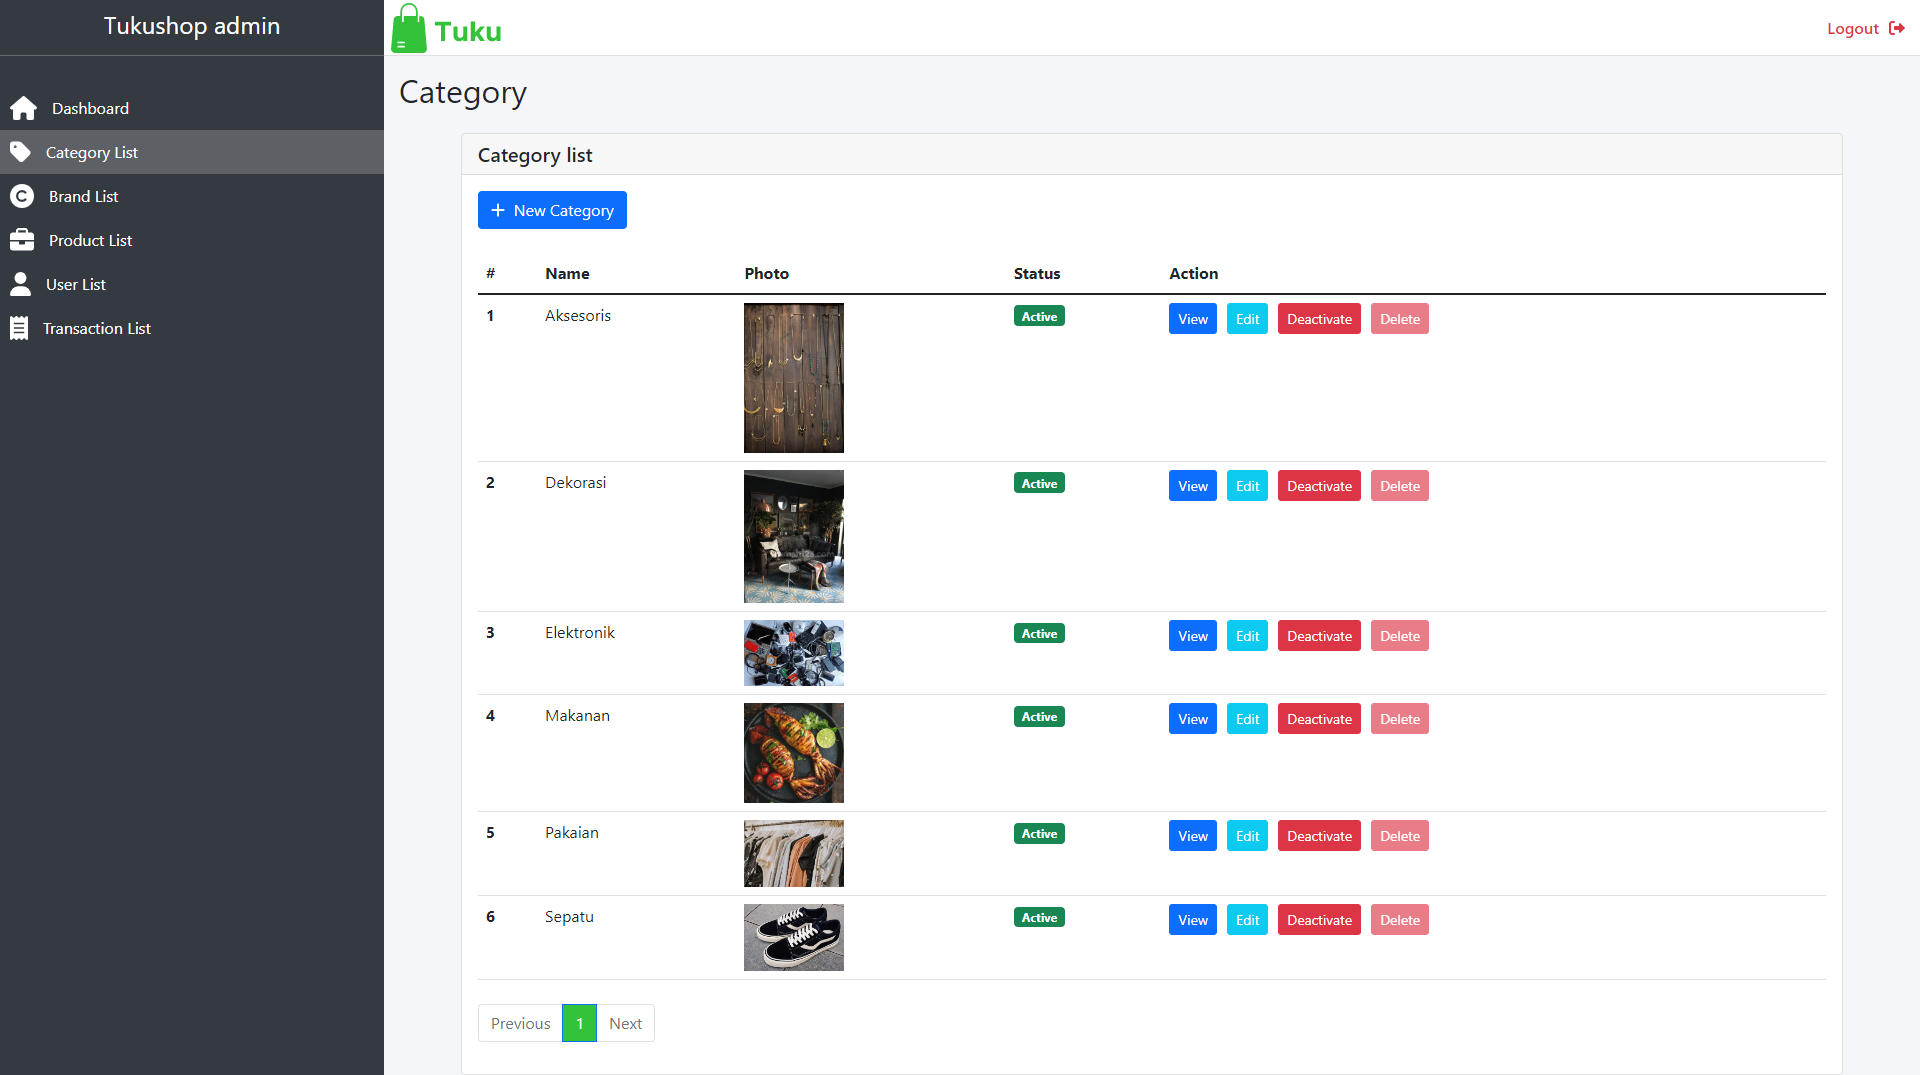 Tukushop admin
Tuku
Logout
Dashboard
Category List
Brand List
Product List
User List
Transaction List
Category
Category list
New Category
# Name Photo Status Action
1 Aksesoris Active View Edit Deactivate Delete
2 Dekorasi Active View Edit Deactivate Delete
3 Elektronik Active View Edit Deactivate Delete
4 Makanan Active View Edit Deactivate Delete
5 Pakaian Active View Edit Deactivate Delete
6 Sepatu Active View Edit Deactivate Delete
Previous 1 Next